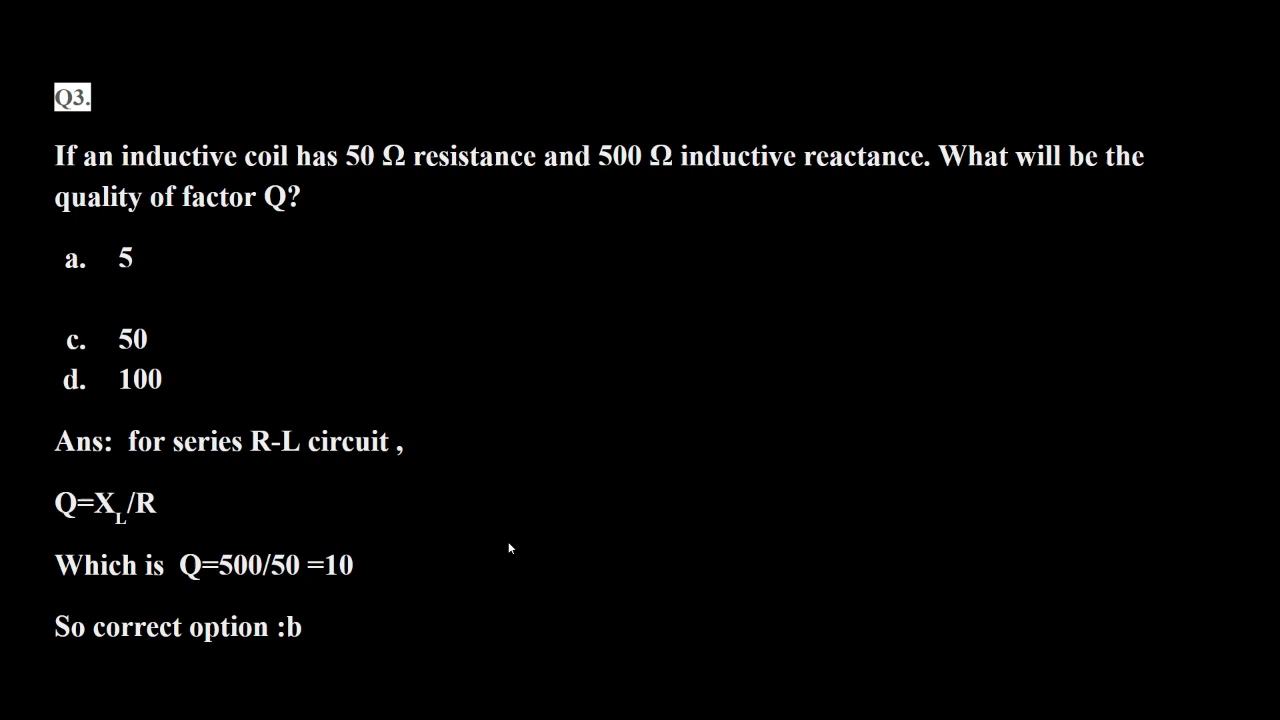 Q3.
If an inductive coil has 50 Ω resistance and 500 Ω inductive reactance. What will be the
quality of factor Q?
a. 5
c. 50
d. 100
Ans: for series R-L circuit ,
Q=X_L/R
Which is Q=500/50 =10
So correct option :b